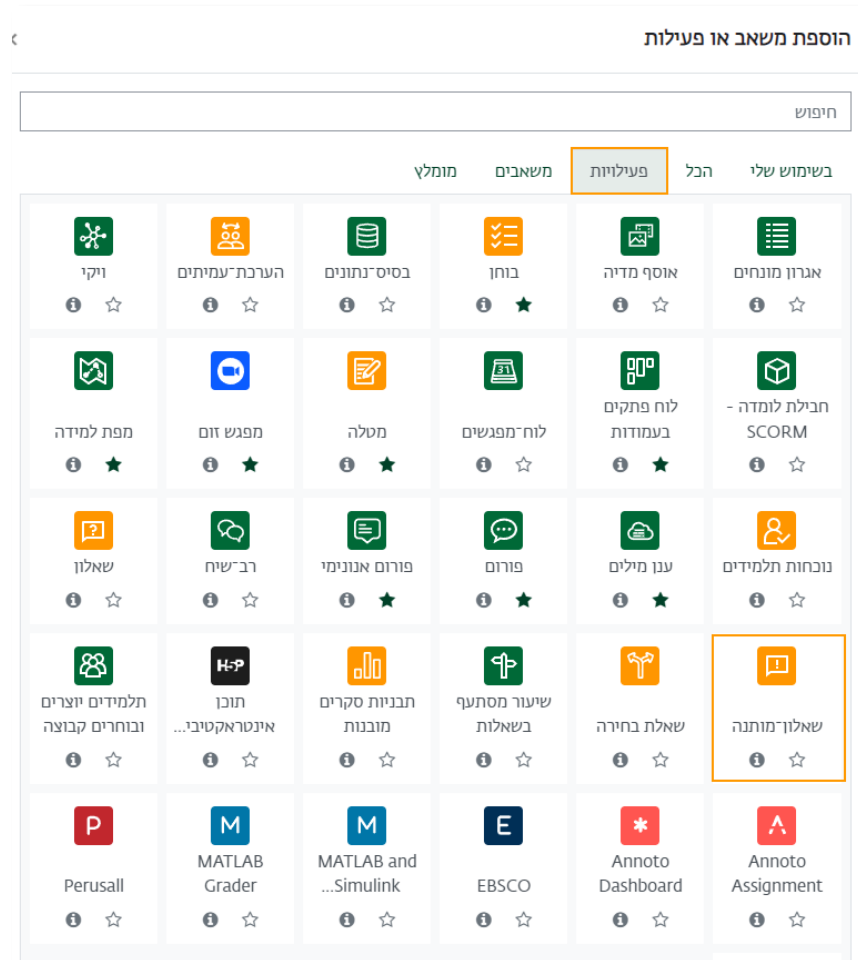 הוספת משאב או פעילות
חיפוש
בשימוש שלי
הכל
פעילויות
משאבים
מומלץ
אגרון מונחים
אוסף מדיה
בוחן
בסיס־נתונים
הערכת־עמיתים
ויקי
חבילת לומדה -
SCORM
לוח פתקים
בעמודות
לוח־מפגשים
31
מטלה
מפגש זום
מפת למידה
נוכחות תלמידים
ענן מילים
פורום
פורום אנונימי
רב־שיח
שאלון
שאלון־מותנה
שאלת בחירה
שיעור מסתעף
בשאלות
תבניות סקרים
מובנות
H5P
תוכן
אינטראקטיבי...
תלמידים יוצרים
ובוחרים קבוצה
Annoto
Assignment
Annoto
Dashboard
E
EBSCO
M
MATLAB and
Simulink...
M
MATLAB
Grader
P
Perusall